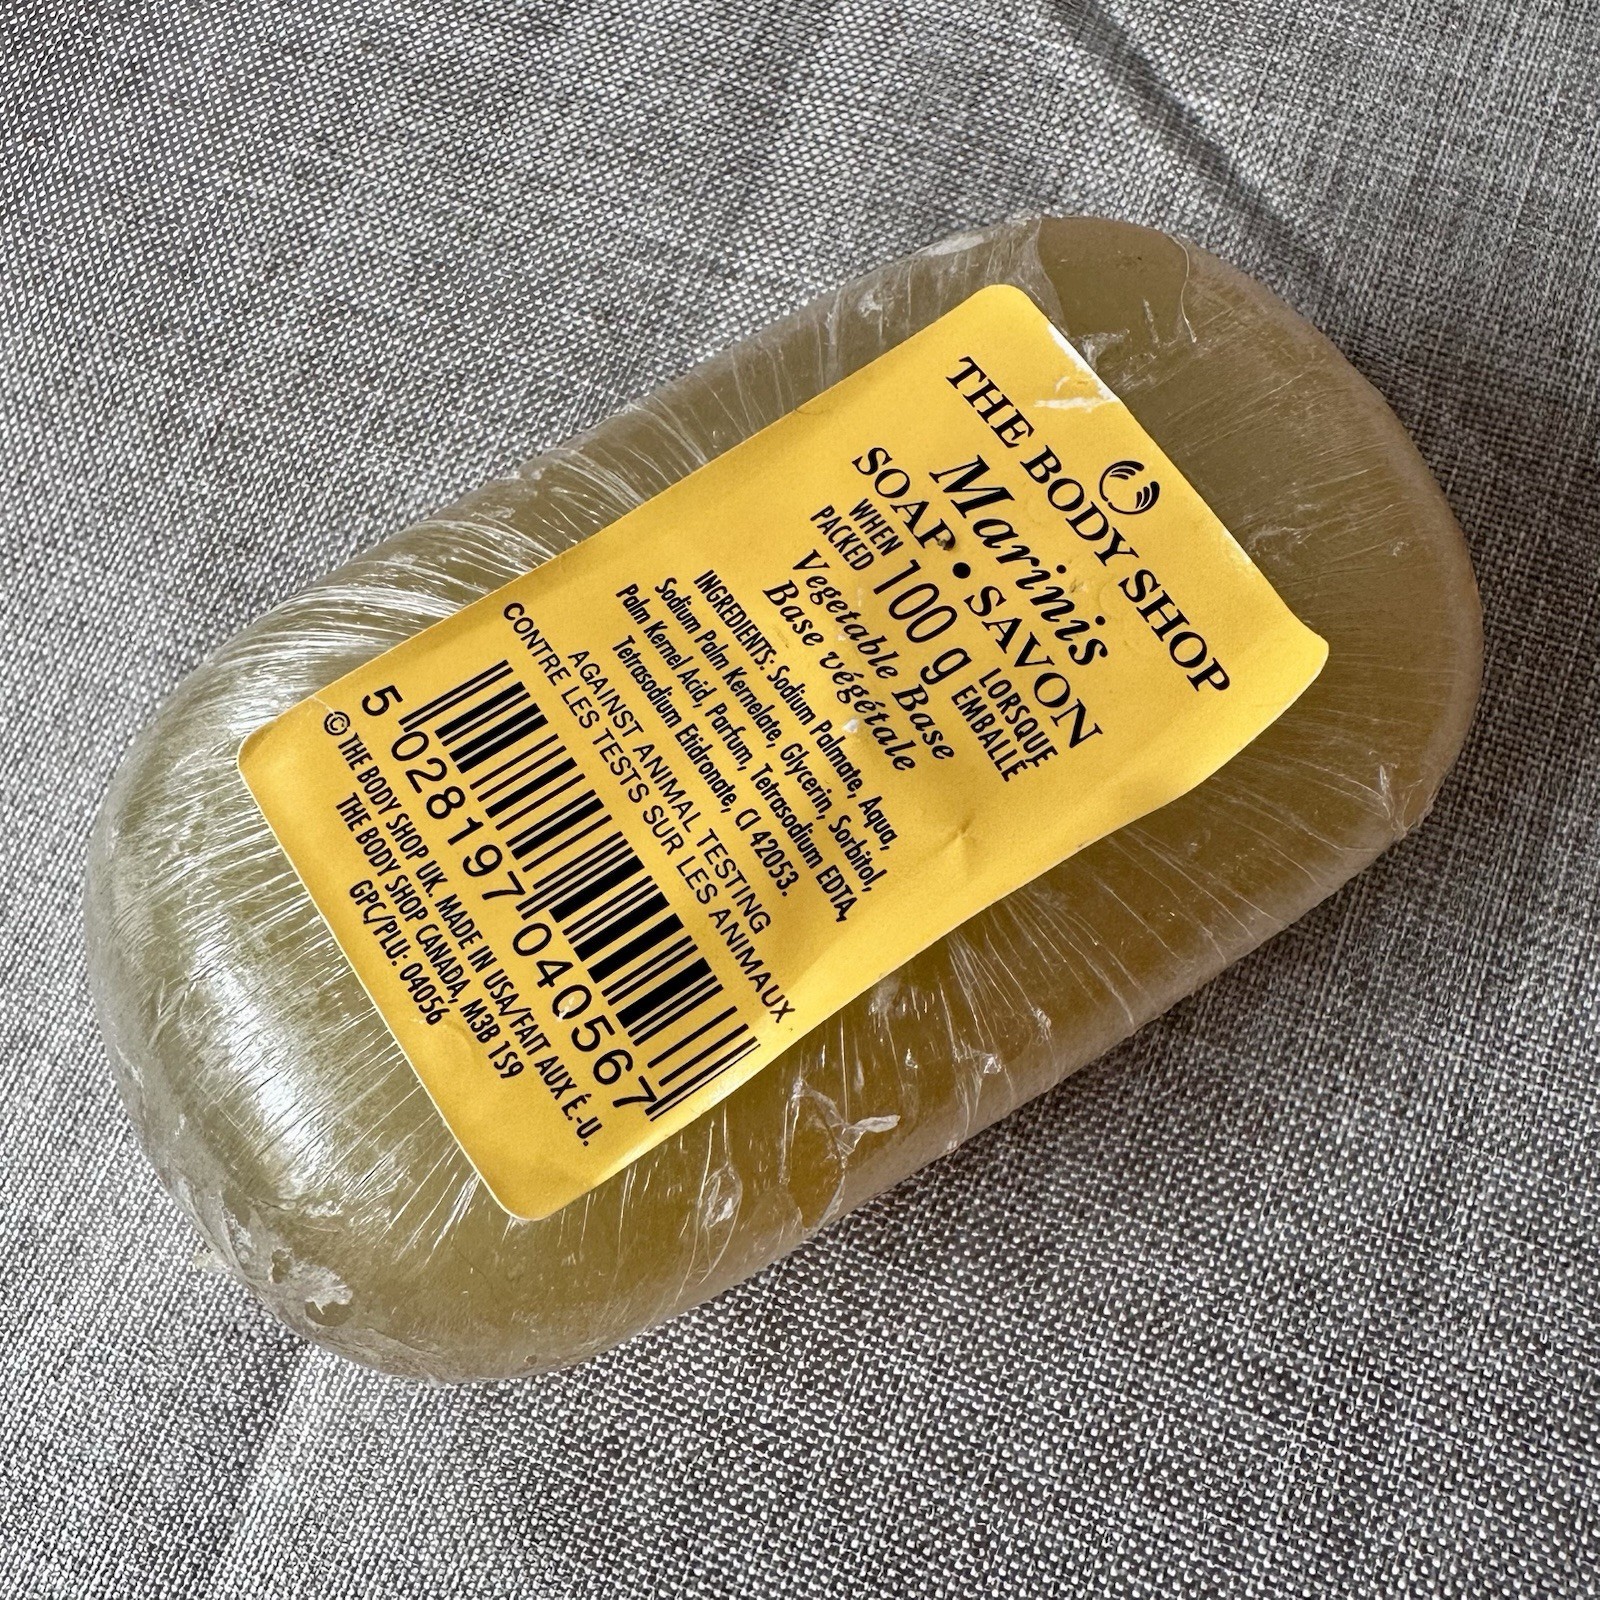 THE BODY SHOP
Marinis
SOAP • SAVON
WHEN PACKED 100 g LORSQUE EMBALLÉ
Vegetable Base
Base végétale
INGREDIENTS: Sodium Palmate, Aqua,
Sodium Palm Kernelate, Glycerin, Sorbitol,
Palm Kernel Acid, Parfum, Tetrasodium EDTA,
Tetrasodium Etidronate, CI 42053.
AGAINST ANIMAL TESTING
CONTRE LES TESTS SUR LES ANIMAUX
5 028197 040567
© THE BODY SHOP UK. MADE IN USA/FAIT AUX É.-U.
THE BODY SHOP CANADA, M3B 1S9
GPC/PLU: 04056